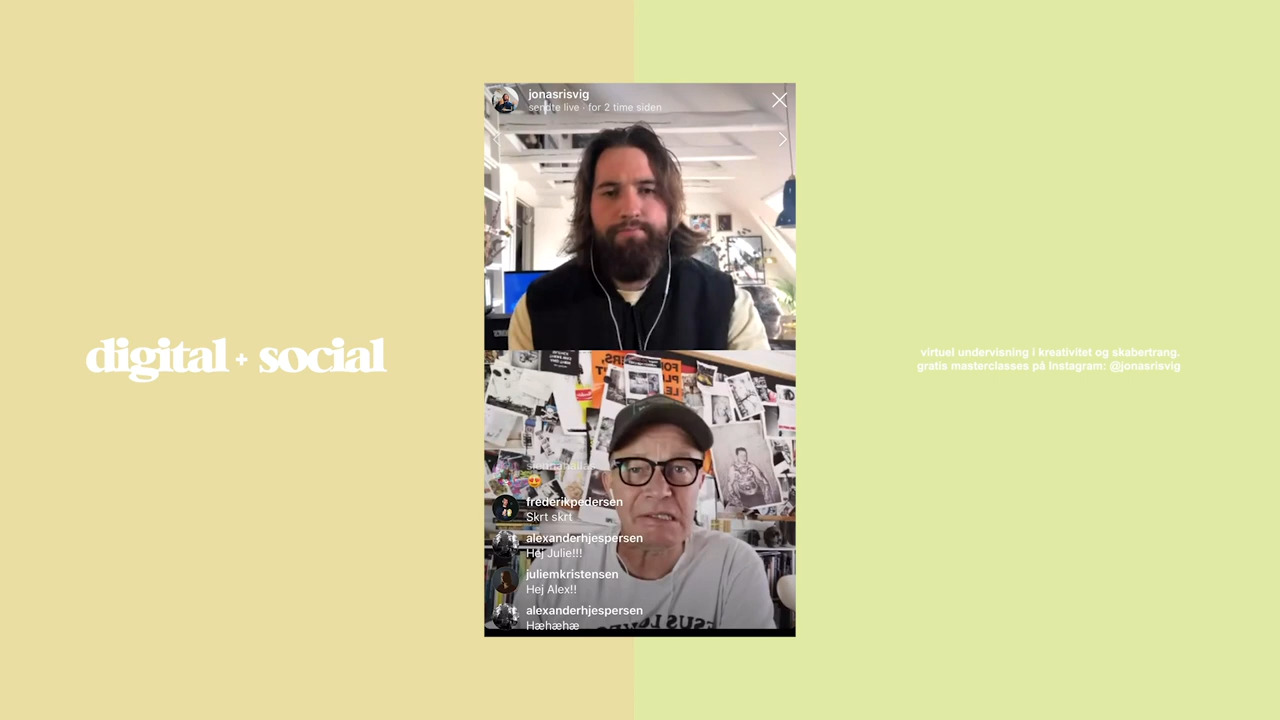 jonasrisvig
sendte live · for 2 time siden
digital + social
virtuel undervisning i kreativitet og skabertrang.
gratis masterclasses på Instagram: @jonasrisvig
😍
frederikpedersen
Skrt skrt
alexanderhjespersen
Hej Julie!!!
juliemkristensen
Hej Alex!!
alexanderhjespersen
Hæhæhæ